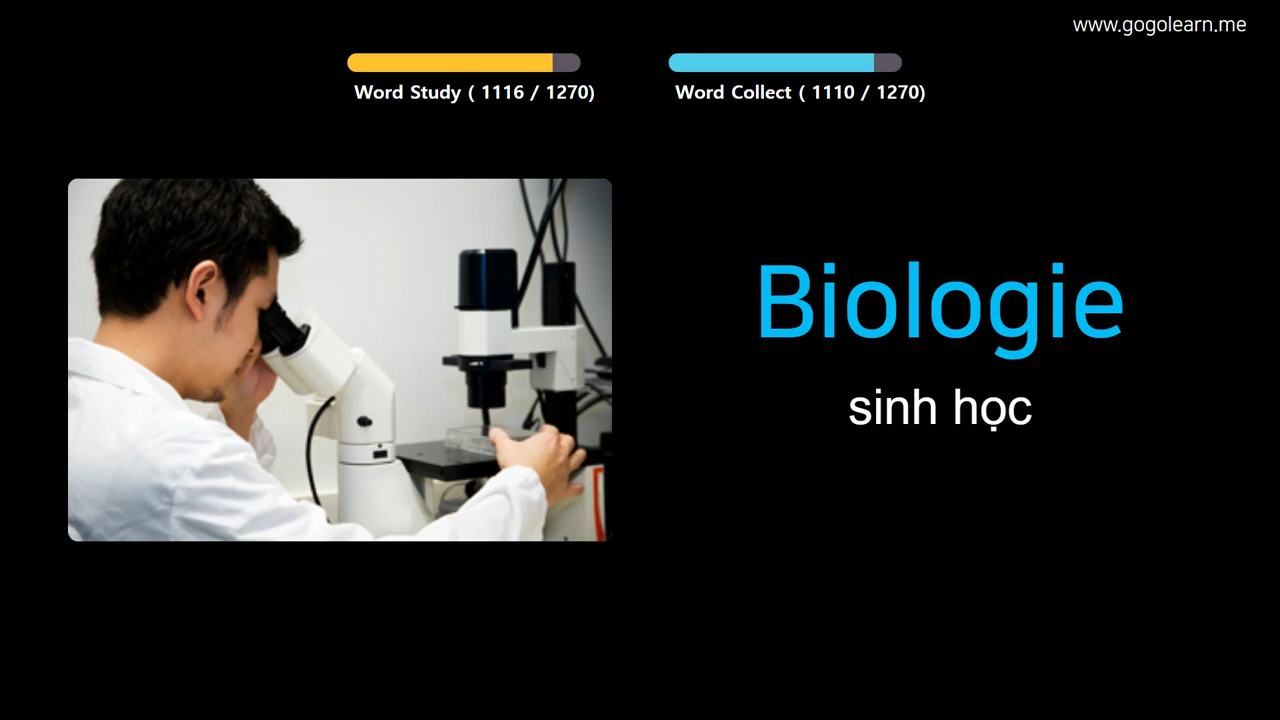 www.gogolearn.me
Word Study ( 1116 / 1270)
Word Collect ( 1110 / 1270)
Biologie
sinh học